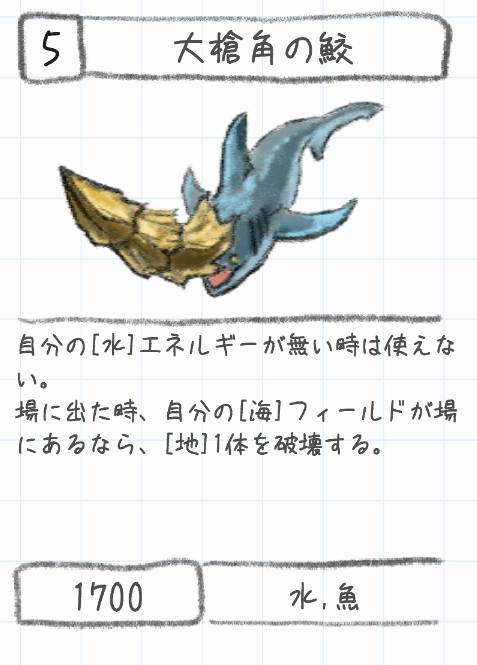 5
大槍角の鮫
自分の[水]エネルギーが無い時は使えな
い。
場に出た時、自分の[海]フィールドが場
にあるなら、[地]1体を破壊する。
1700
水,魚